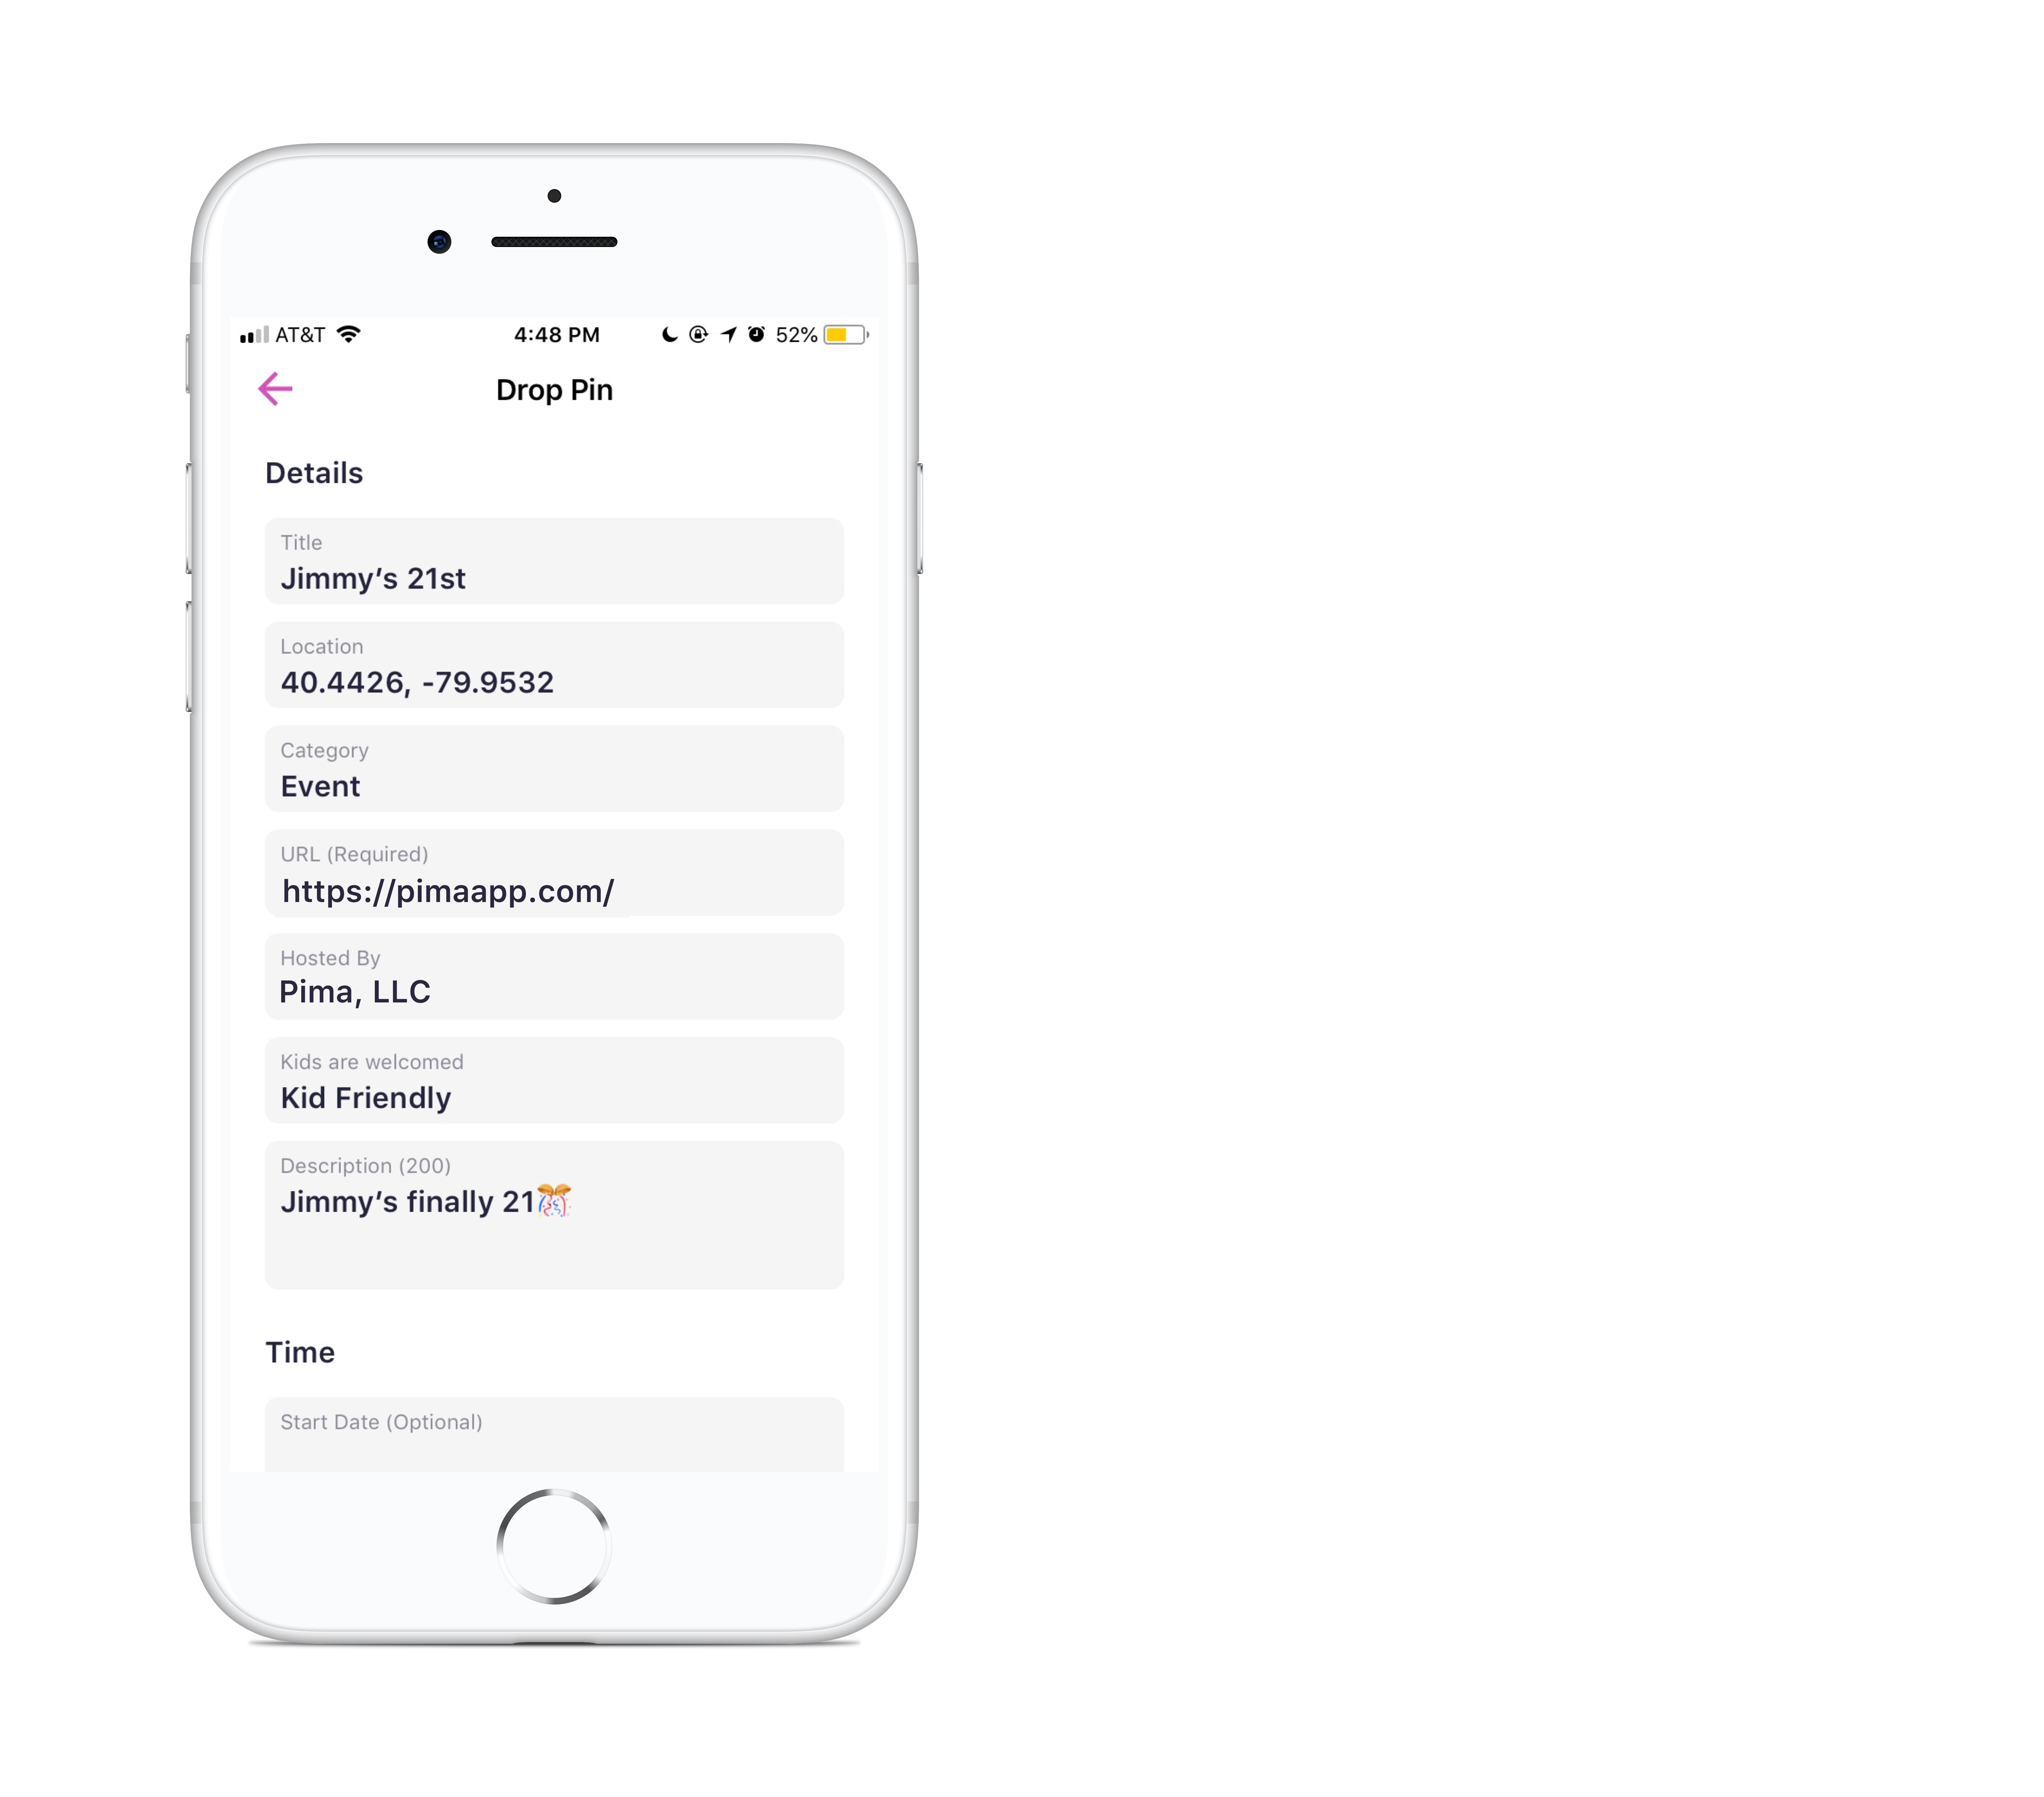 AT&T 4:48 PM 52%
Drop Pin
Details
Title
Jimmy’s 21st
Location
40.4426, -79.9532
Category
Event
URL (Required)
https://pimaapp.com/
Hosted By
Pima, LLC
Kids are welcomed
Kid Friendly
Description (200)
Jimmy’s finally 21🎊
Time
Start Date (Optional)